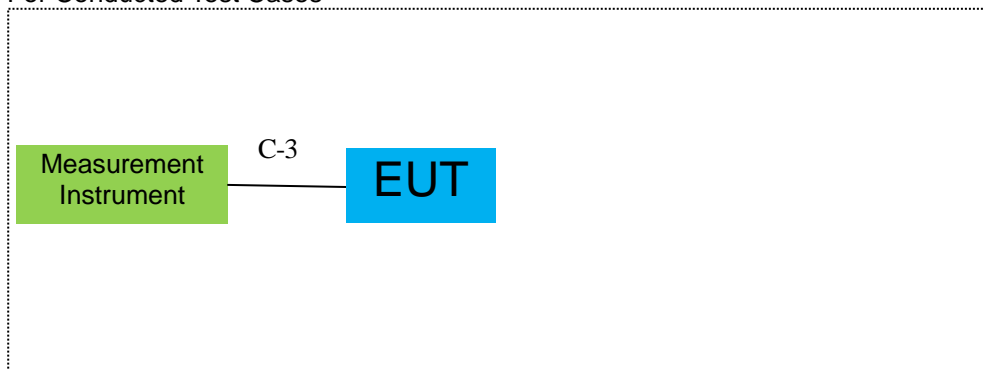 For Conducted Test Cases
Measurement
Instrument
C-3
EUT